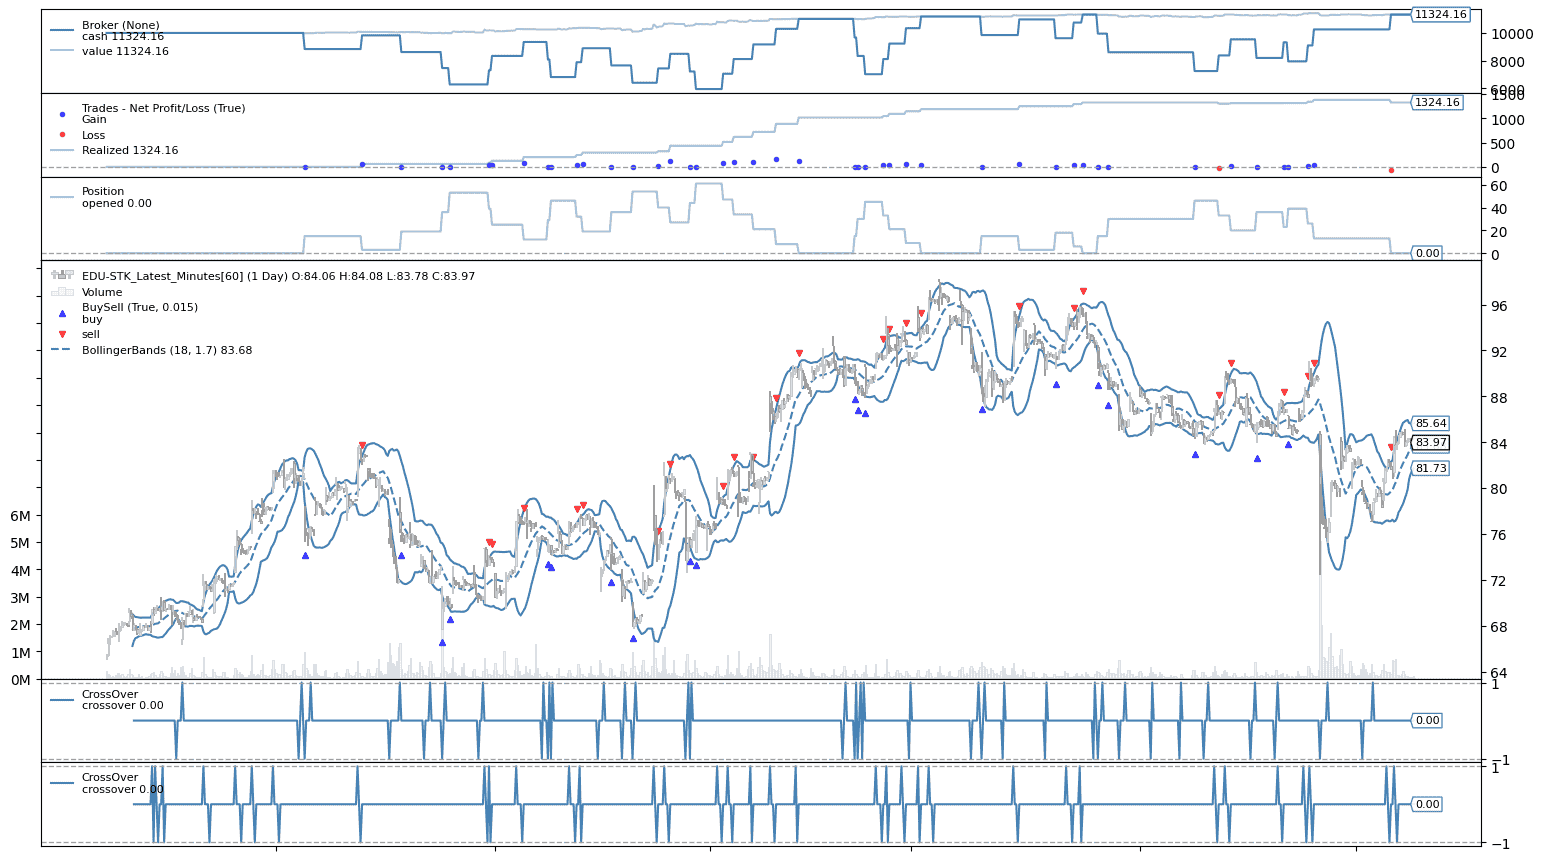 Broker (None)
cash 11324.16
value 11324.16
11324.16
10000
8000
6000
Trades - Net Profit/Loss (True)
Gain
Loss
Realized 1324.16
1324.16
1500
1000
500
0
Position
opened 0.00
60
40
20
0
0.00
EDU-STK_Latest_Minutes[60] (1 Day) O:84.06 H:84.08 L:83.78 C:83.97
Volume
BuySell (True, 0.015)
buy
sell
BollingerBands (18, 1.7) 83.68
96
92
88
85.64
84
83.97
81.73
80
76
72
68
64
6M
5M
4M
3M
2M
1M
0M
CrossOver
crossover 0.00
1
0.00
−1
CrossOver
crossover 0.00
1
0.00
−1